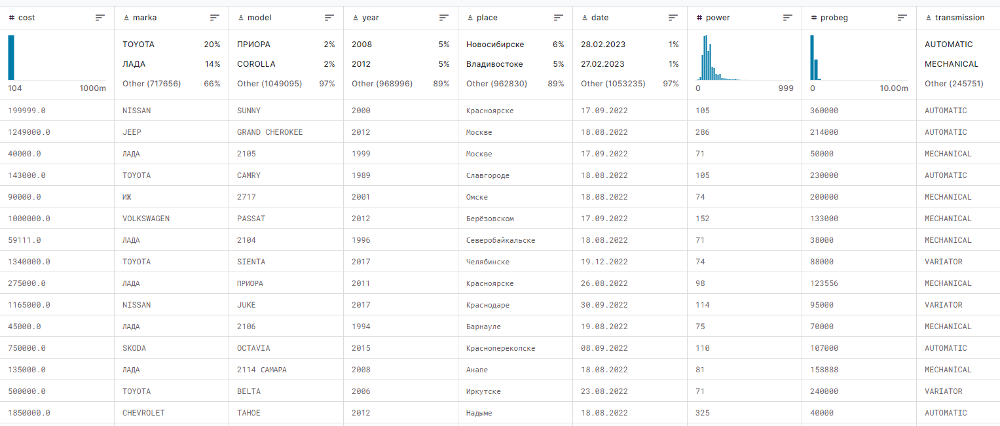 # cost A marka A model A year A place A date # power # probeg A transmission
TOYOTA 20% ПРИОРА 2% 2008 5% Новосибирске 6% 28.02.2023 1% AUTOMATIC
ЛАДА 14% COROLLA 2% 2012 5% Владивостоке 5% 27.02.2023 1% MECHANICAL
104 1000m Other (717656) 66% Other (1049095) 97% Other (968996) 89% Other (962830) 89% Other (1053235) 97% 0 999 0 10.00m Other (245751)
199999.0 NISSAN SUNNY 2000 Красноярске 17.09.2022 105 360000 AUTOMATIC
1249000.0 JEEP GRAND CHEROKEE 2012 Москве 18.08.2022 286 214000 AUTOMATIC
40000.0 ЛАДА 2105 1999 Москве 17.09.2022 71 50000 MECHANICAL
143000.0 TOYOTA CAMRY 1989 Славгороде 18.08.2022 105 230000 AUTOMATIC
90000.0 ИЖ 2717 2001 Омске 18.08.2022 74 200000 MECHANICAL
1000000.0 VOLKSWAGEN PASSAT 2012 Берёзовском 17.09.2022 152 133000 MECHANICAL
59111.0 ЛАДА 2104 1996 Северобайкальске 18.08.2022 71 38000 MECHANICAL
1340000.0 TOYOTA SIENTA 2017 Челябинске 19.12.2022 74 88000 VARIATOR
275000.0 ЛАДА ПРИОРА 2011 Красноярске 26.08.2022 98 123556 MECHANICAL
1165000.0 NISSAN JUKE 2017 Краснодаре 30.09.2022 114 95000 VARIATOR
45000.0 ЛАДА 2106 1994 Барнауле 19.08.2022 75 70000 MECHANICAL
750000.0 SKODA OCTAVIA 2015 Красноперекопске 08.09.2022 110 107000 AUTOMATIC
135000.0 ЛАДА 2114 САМАРА 2008 Анапе 18.08.2022 81 158888 MECHANICAL
500000.0 TOYOTA BELTA 2006 Иркутске 23.08.2022 71 240000 VARIATOR
1850000.0 CHEVROLET TAHOE 2012 Надыме 18.08.2022 325 40000 AUTOMATIC